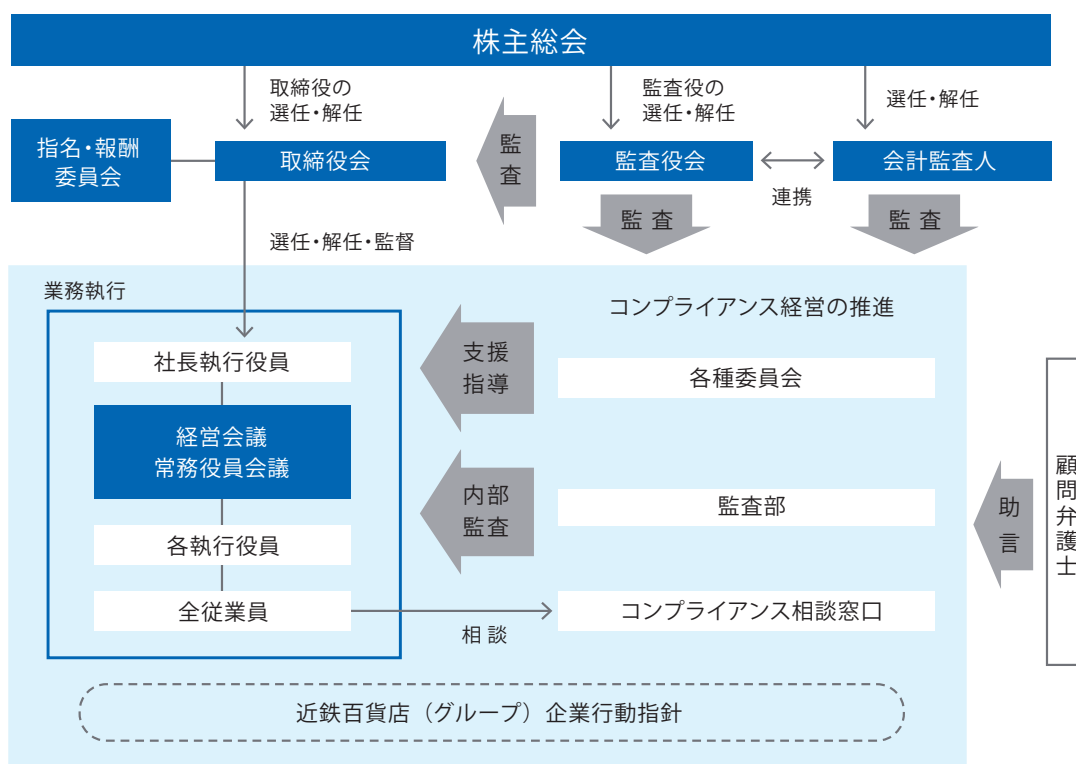 株主総会
取締役の
選任・解任
監査役の
選任・解任
選任・解任
指名・報酬
委員会
取締役会
監
査
監査役会
連携
会計監査人
監査
監査
選任・解任・監督
業務執行
コンプライアンス経営の推進
社長執行役員
支援
指導
各種委員会
経営会議
常務役員会議
内部
監査
監査部
助
言
顧
問
弁
護
士
各執行役員
全従業員
相談
コンプライアンス相談窓口
近鉄百貨店（グループ）企業行動指針